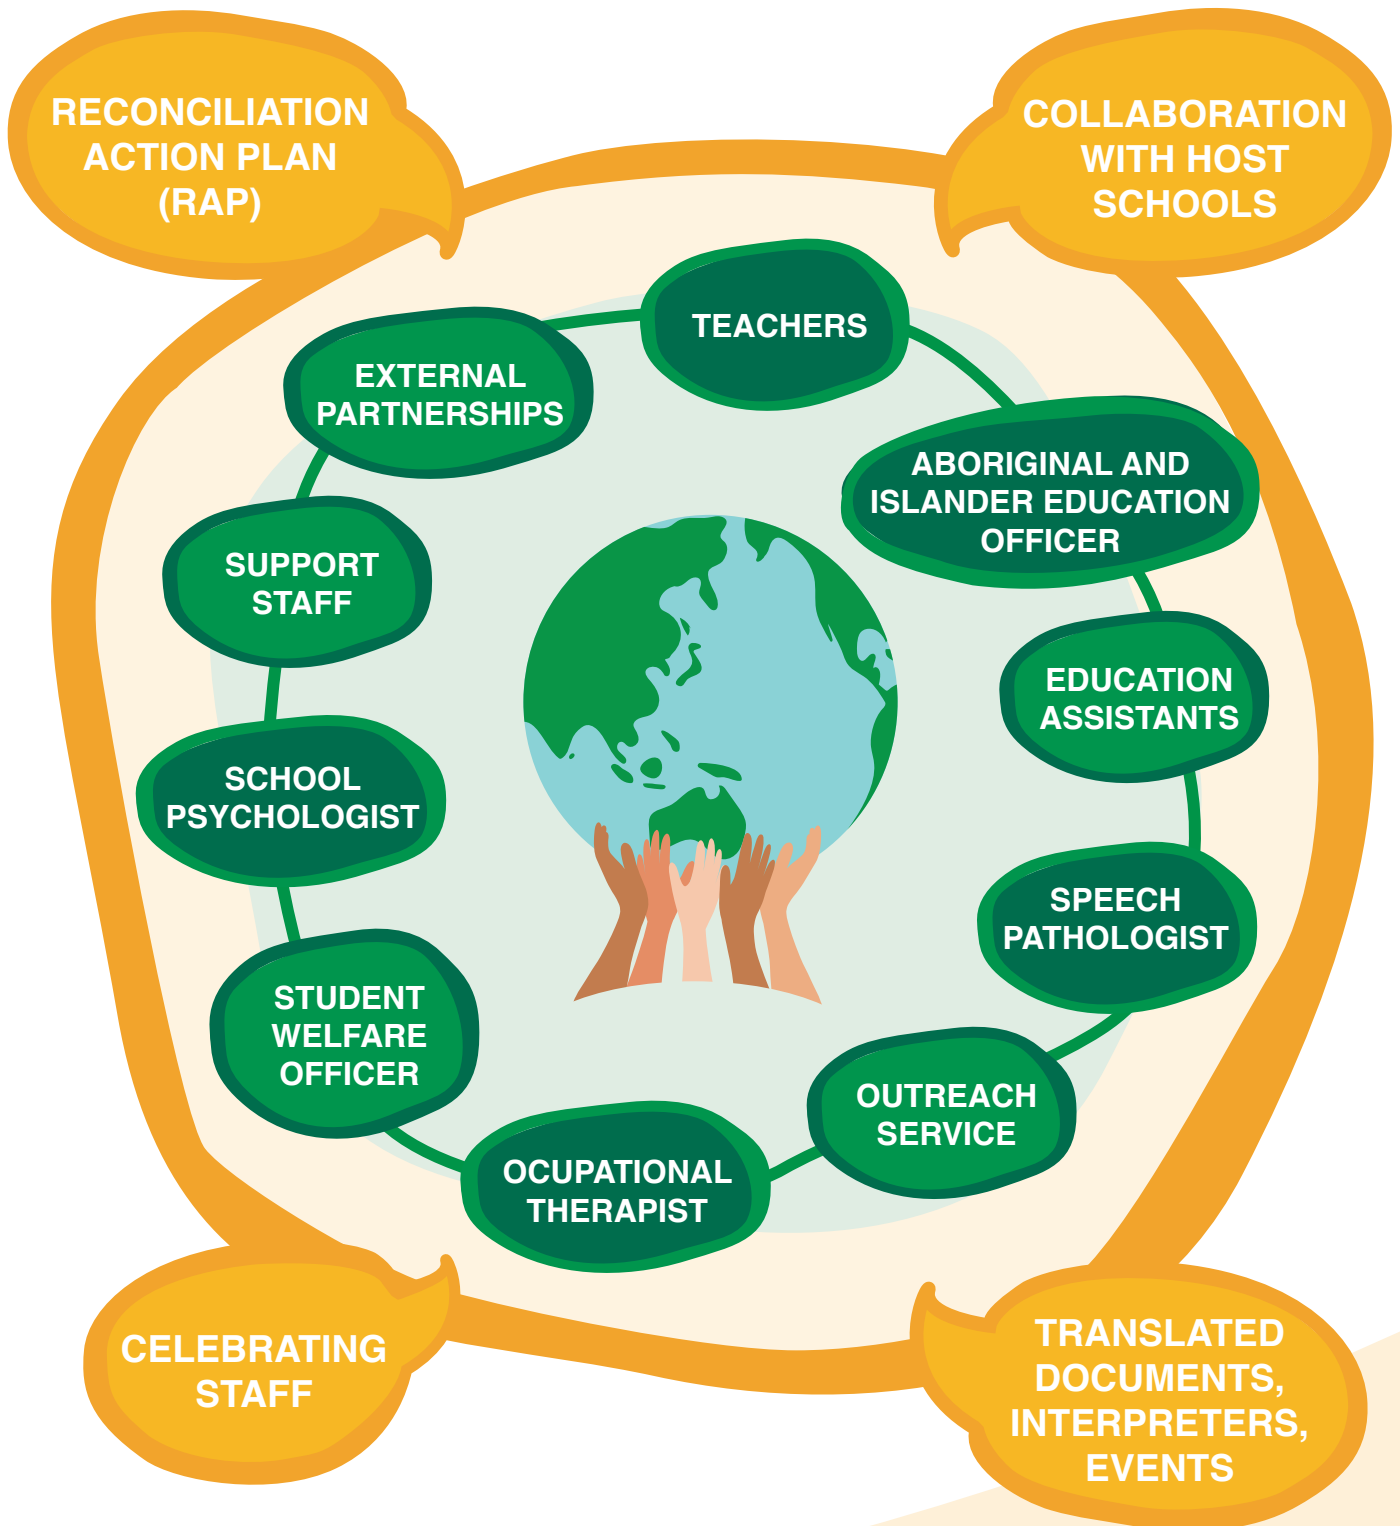 RECONCILIATION
ACTION PLAN
(RAP)
COLLABORATION
WITH HOST
SCHOOLS
TEACHERS
ABORIGINAL AND
ISLANDER EDUCATION
OFFICER
EDUCATION
ASSISTANTS
SPEECH
PATHOLOGIST
OUTREACH
SERVICE
OCUPATIONAL
THERAPIST
STUDENT
WELFARE
OFFICER
SCHOOL
PSYCHOLOGIST
SUPPORT
STAFF
EXTERNAL
PARTNERSHIPS
CELEBRATING
STAFF
TRANSLATED
DOCUMENTS,
INTERPRETERS,
EVENTS